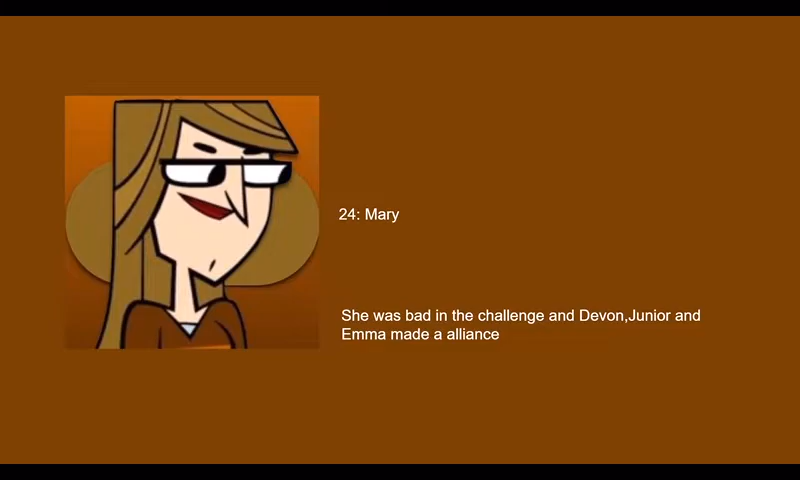 24: Mary
She was bad in the challenge and Devon,Junior and
Emma made a alliance